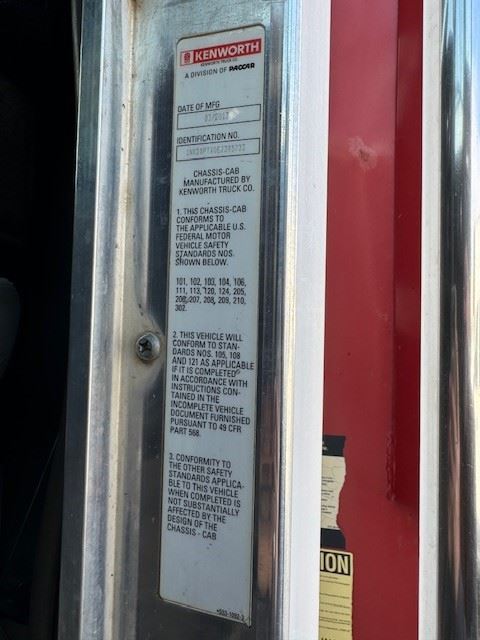 KENWORTH
KENWORTH TRUCK CO.
A DIVISION OF PACCAR
DATE OF MFG
IDENTIFICATION NO.
CHASSIS-CAB
MANUFACTURED BY
KENWORTH TRUCK CO.
1. THIS CHASSIS-CAB
CONFORMS TO
THE APPLICABLE U.S.
FEDERAL MOTOR
VEHICLE SAFETY
STANDARDS NOS.
SHOWN BELOW.
101, 102, 103, 104, 106,
111, 113, 120, 124, 205,
206, 207, 208, 209, 210,
302.
2. THIS VEHICLE WILL
CONFORM TO STAN-
DARDS NOS. 105, 108
AND 121 AS APPLICABLE
IF IT IS COMPLETED
IN ACCORDANCE WITH
INSTRUCTIONS CON-
TAINED IN THE
INCOMPLETE VEHICLE
DOCUMENT FURNISHED
PURSUANT TO 49 CFR
PART 568.
3. CONFORMITY TO
THE OTHER SAFETY
STANDARDS APPLICA-
BLE TO THIS VEHICLE
WHEN COMPLETED IS
NOT SUBSTANTIALLY
AFFECTED BY THE
DESIGN OF THE
CHASSIS - CAB
ION